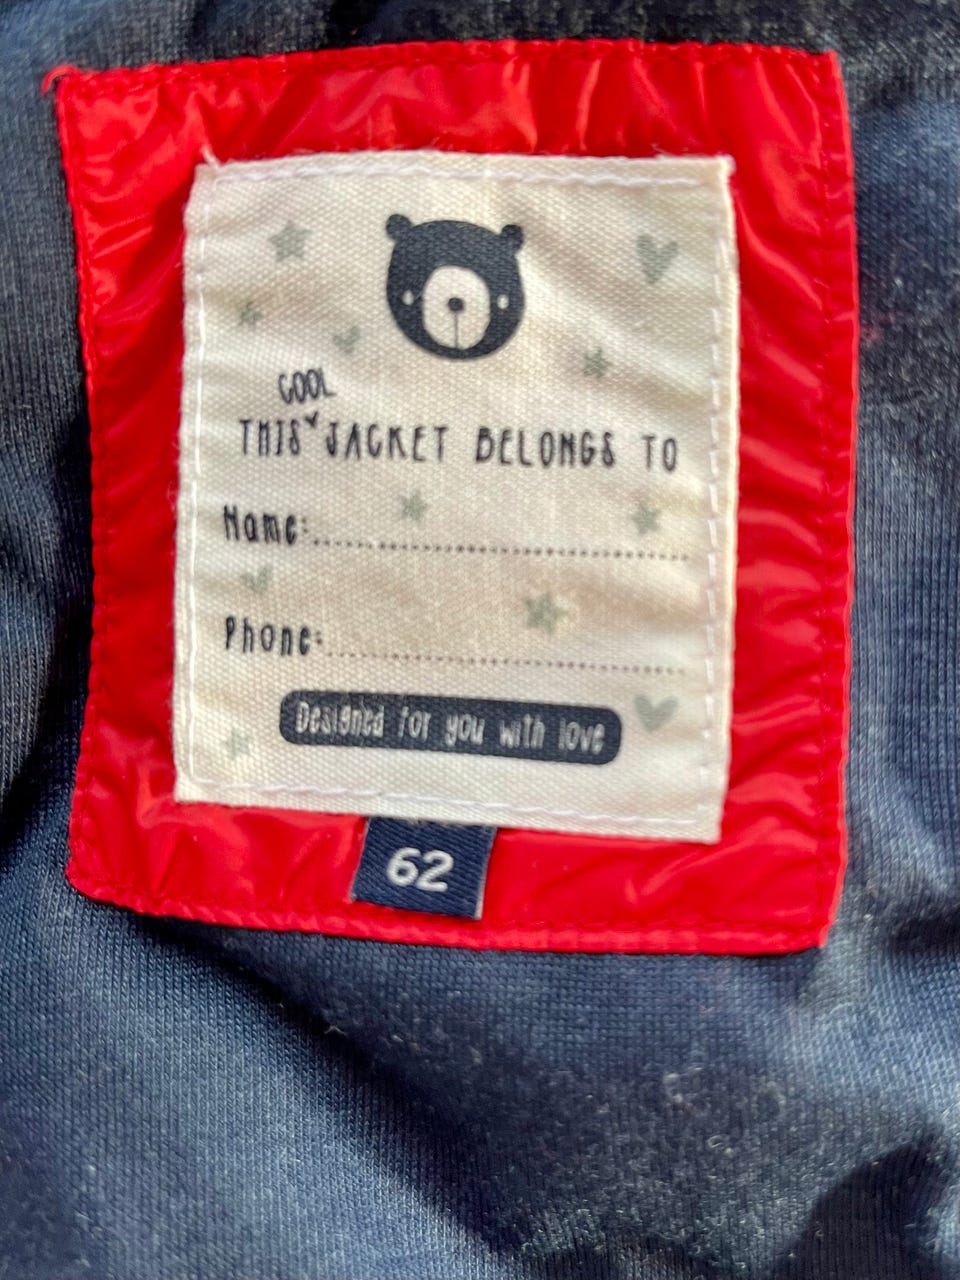 COOL
THIS JACKET BELONGS TO
Name:
Phone:
Designed for you with love
62